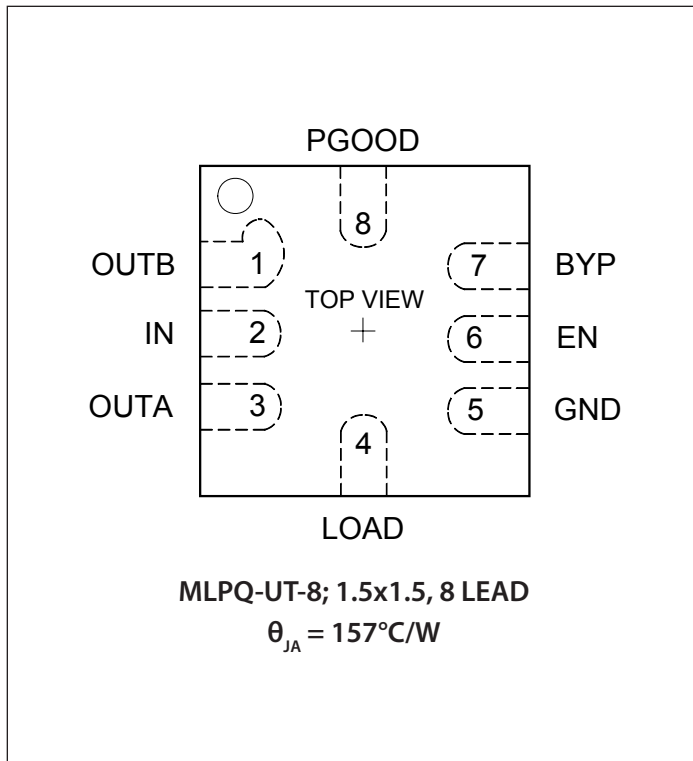 PGOOD
8
OUTB 1 7 BYP
TOP VIEW
IN 2 6 EN
OUTA 3 5 GND
4
LOAD
MLPQ-UT-8; 1.5x1.5, 8 LEAD
θJA = 157°C/W